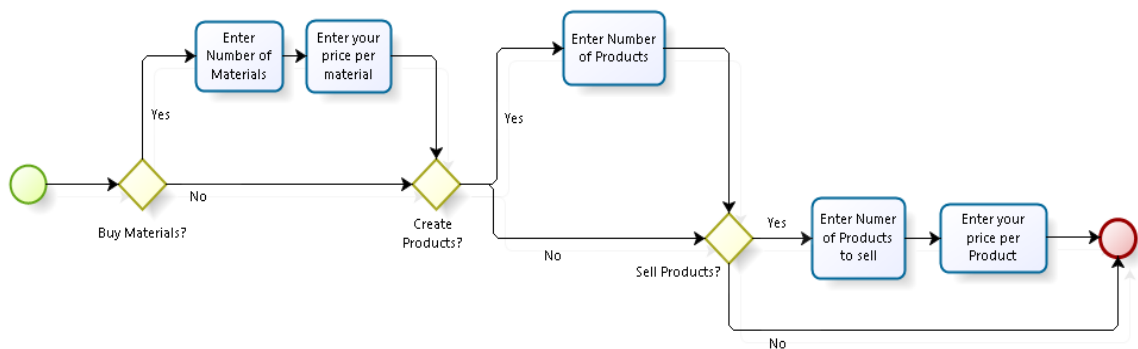 Enter
Number of
Materials
Enter your
price per
material
Yes
No
Buy Materials?
Create
Products?
Enter Number
of Products
Yes
No
Sell Products?
Yes
Enter Numer
of Products
to sell
Enter your
price per
Product
No